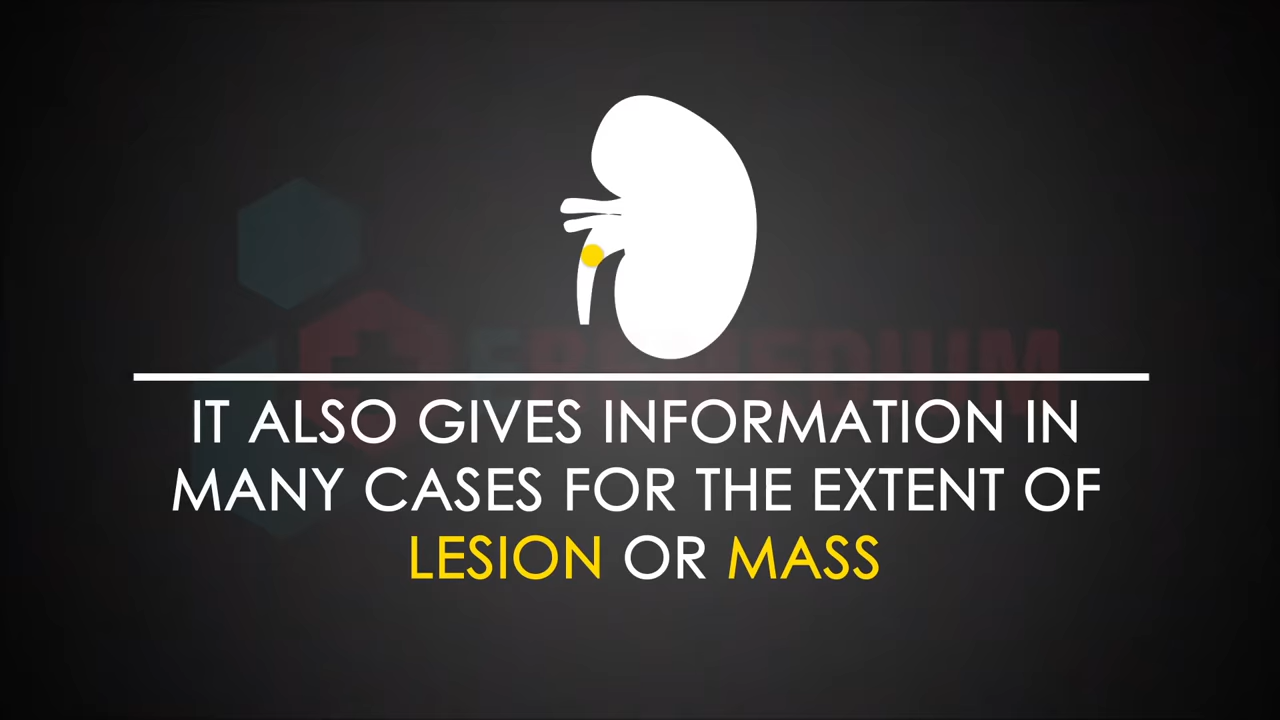 IT ALSO GIVES INFORMATION IN
MANY CASES FOR THE EXTENT OF
LESION OR MASS